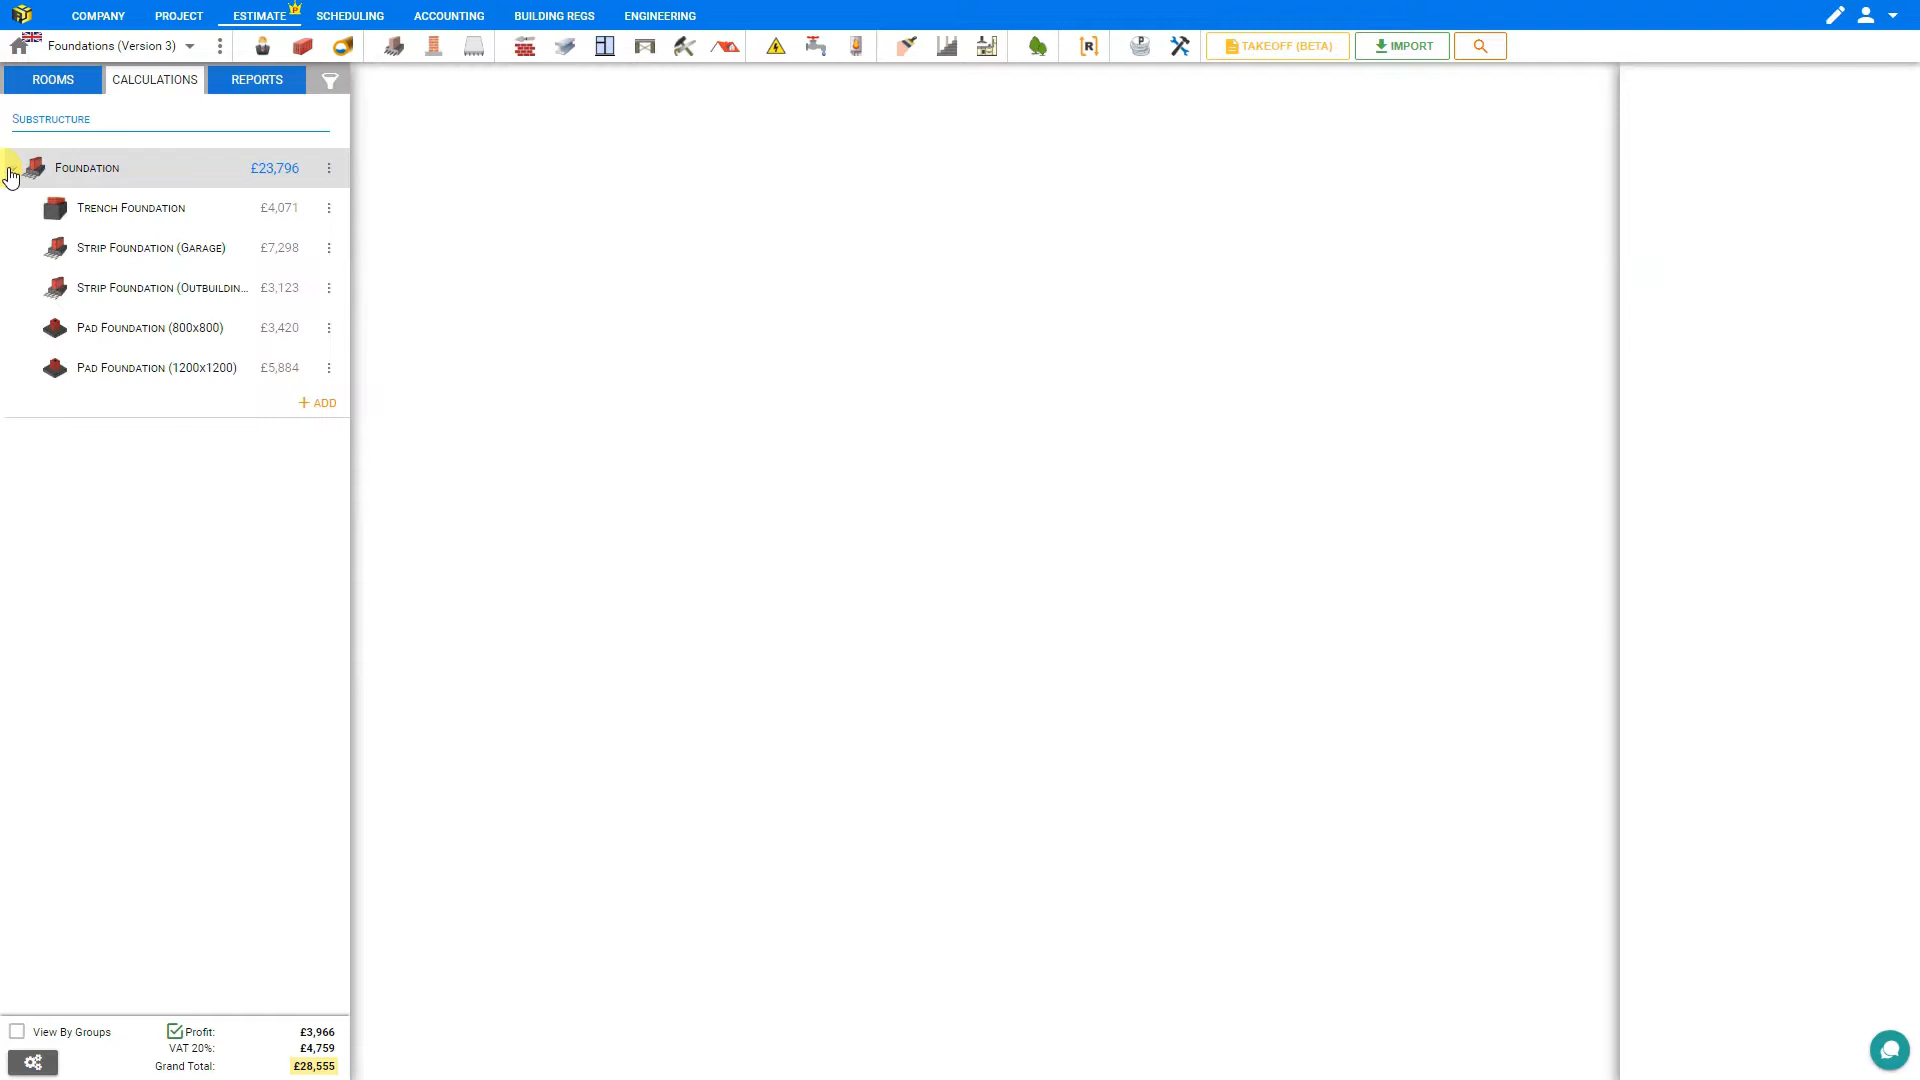 COMPANY PROJECT ESTIMATE SCHEDULING ACCOUNTING BUILDING REGS ENGINEERING
Foundations (Version 3) TAKEOFF (BETA) IMPORT
ROOMS CALCULATIONS REPORTS
Substructure
Foundation £23,796
Trench Foundation £4,071
Strip Foundation (Garage) £7,298
Strip Foundation (Outbuildin... £3,123
Pad Foundation (800x800) £3,420
Pad Foundation (1200x1200) £5,884
+ ADD
View By Groups Profit: £3,966
VAT 20%: £4,759
Grand Total: £28,555